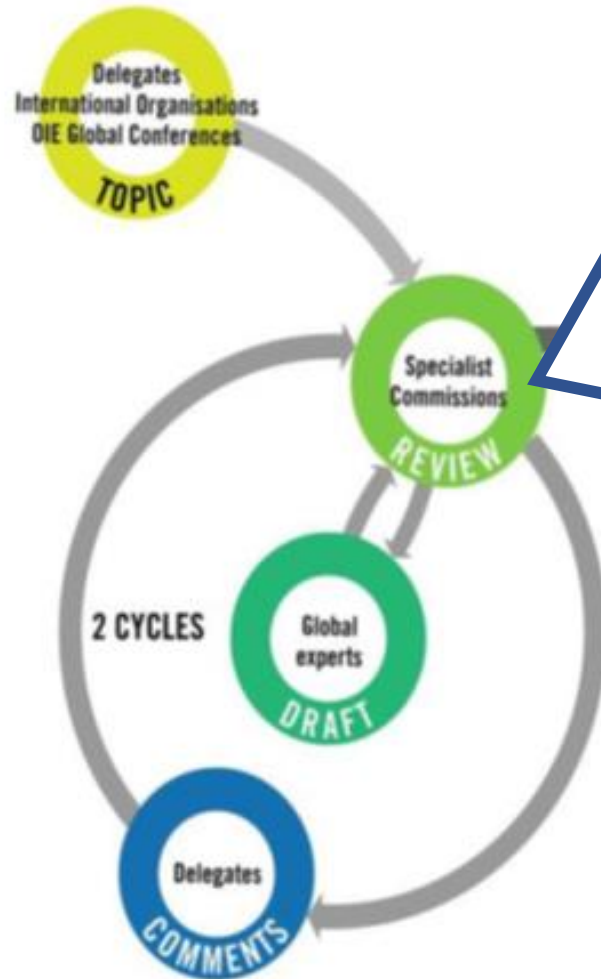 Delegates
International Organisations
OIE Global Conferences
TOPIC
Specialist
Commissions
REVIEW
2 CYCLES
Global
experts
DRAFT
Delegates
COMMENTS